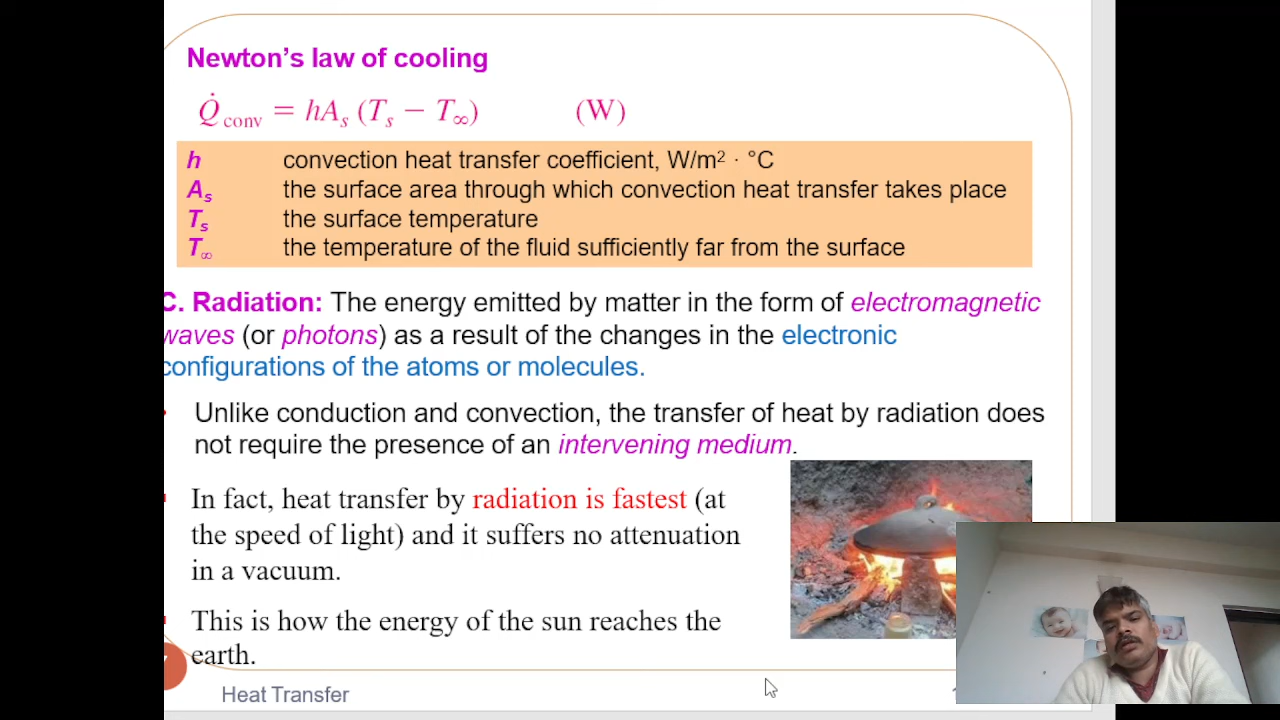 Newton's law of cooling
Q̇conv = hAs (Ts − T∞) (W)
h convection heat transfer coefficient, W/m² · °C
As the surface area through which convection heat transfer takes place
Ts the surface temperature
T∞ the temperature of the fluid sufficiently far from the surface
C. Radiation: The energy emitted by matter in the form of electromagnetic
waves (or photons) as a result of the changes in the electronic
configurations of the atoms or molecules.
Unlike conduction and convection, the transfer of heat by radiation does
not require the presence of an intervening medium.
In fact, heat transfer by radiation is fastest (at
the speed of light) and it suffers no attenuation
in a vacuum.
This is how the energy of the sun reaches the
earth.
Heat Transfer